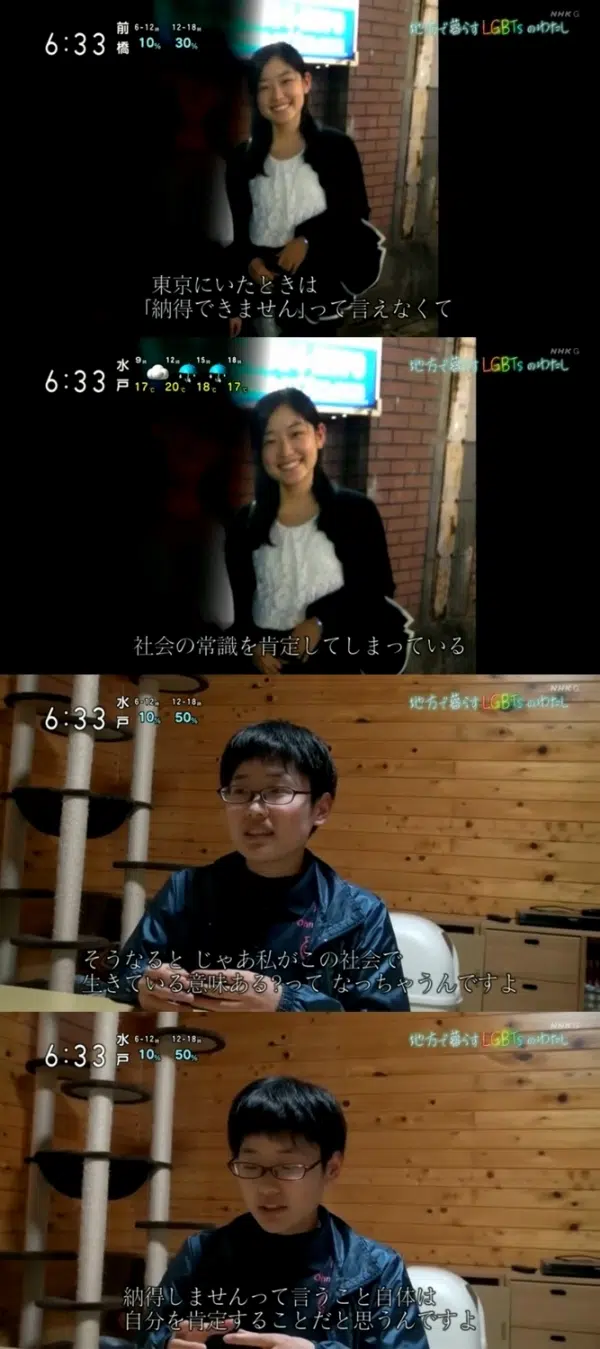 6:33
前橋
6-12時 12-18時
10% 30%
NHK G
地方で暮らすLGBTsのわたし
東京にいたときは
「納得できません」って言えなくて
6:33
水戸
9時 12時 15時 18時
17℃ 20℃ 18℃ 17℃
NHK G
地方で暮らすLGBTsのわたし
社会の常識を肯定してしまっている
6:33
水戸
6-12時 12-18時
10% 50%
NHK G
地方で暮らすLGBTsのわたし
そうなると じゃあ私がこの社会で
生きている意味ある?って なっちゃうんですよ
6:33
水戸
6-12時 12-18時
10% 50%
NHK G
地方で暮らすLGBTsのわたし
納得しませんって言うこと自体は
自分を肯定することだと思うんですよ